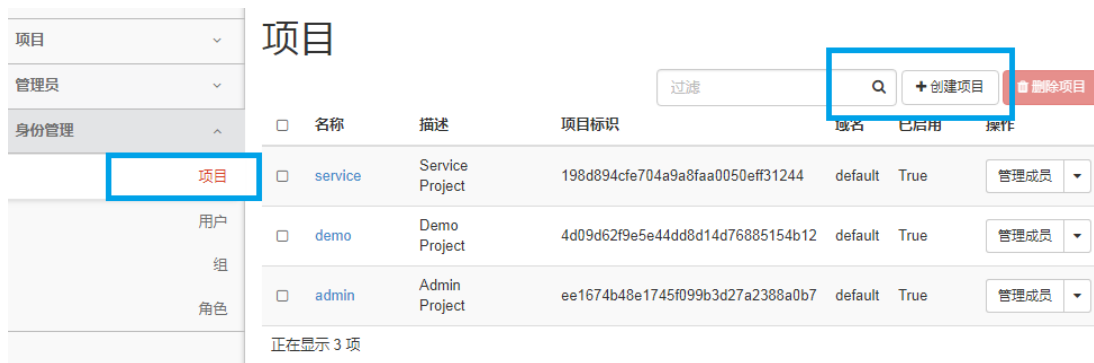 项目
管理员
身份管理
项目
用户
组
角色
项目
过滤 创建项目 删除项目
名称 描述 项目标识 域名 已启用 操作
service Service Project 198d894cfe704a9a8faa0050eff31244 default True 管理成员
demo Demo Project 4d09d62f9e5e44dd8d14d76885154b12 default True 管理成员
admin Admin Project ee1674b48e1745f099b3d27a2388a0b7 default True 管理成员
正在显示 3 项